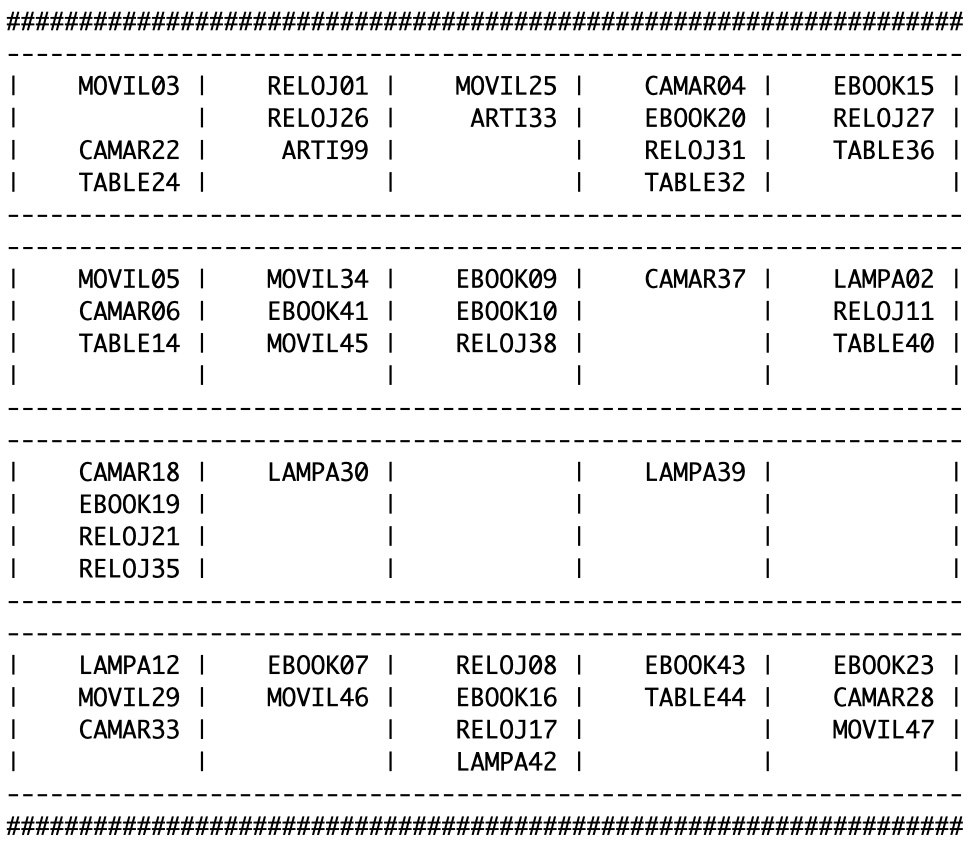 ##################################################################
------------------------------------------------------------------
|    MOVIL03 |    RELOJ01 |    MOVIL25 |    CAMAR04 |    EBOOK15 |
|            |    RELOJ26 |     ARTI33 |    EBOOK20 |    RELOJ27 |
|    CAMAR22 |     ARTI99 |            |    RELOJ31 |    TABLE36 |
|    TABLE24 |            |            |    TABLE32 |            |
------------------------------------------------------------------
------------------------------------------------------------------
|    MOVIL05 |    MOVIL34 |    EBOOK09 |    CAMAR37 |    LAMPA02 |
|    CAMAR06 |    EBOOK41 |    EBOOK10 |            |    RELOJ11 |
|    TABLE14 |    MOVIL45 |    RELOJ38 |            |    TABLE40 |
|            |            |            |            |            |
------------------------------------------------------------------
------------------------------------------------------------------
|    CAMAR18 |    LAMPA30 |            |    LAMPA39 |            |
|    EBOOK19 |            |            |            |            |
|    RELOJ21 |            |            |            |            |
|    RELOJ35 |            |            |            |            |
------------------------------------------------------------------
------------------------------------------------------------------
|    LAMPA12 |    EBOOK07 |    RELOJ08 |    EBOOK43 |    EBOOK23 |
|    MOVIL29 |    MOVIL46 |    EBOOK16 |    TABLE44 |    CAMAR28 |
|    CAMAR33 |            |    RELOJ17 |            |    MOVIL47 |
|            |            |    LAMPA42 |            |            |
------------------------------------------------------------------
##################################################################